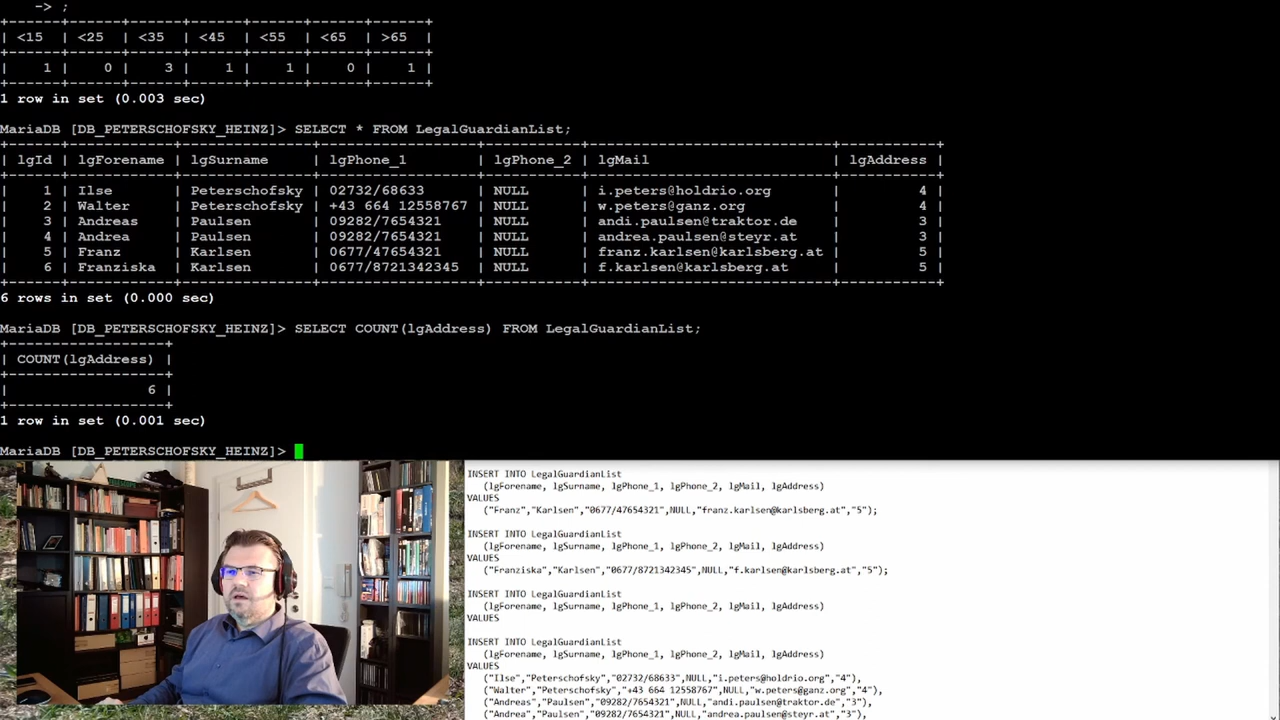 -> ;
+------+------+------+------+------+------+------+
| <15 | <25 | <35 | <45 | <55 | <65 | >65 |
+------+------+------+------+------+------+------+
| 1 | 0 | 3 | 1 | 1 | 0 | 1 |
+------+------+------+------+------+------+------+
1 row in set (0.003 sec)
MariaDB [DB_PETERSCHOFSKY_HEINZ]> SELECT * FROM LegalGuardianList;
+------+------------+---------------+-----------------+-----------+----------------------------+-----------+
| lgId | lgForename | lgSurname | lgPhone_1 | lgPhone_2 | lgMail | lgAddress |
+------+------------+---------------+-----------------+-----------+----------------------------+-----------+
| 1 | Ilse | Peterschofsky | 02732/68633 | NULL | i.peters@holdrio.org | 4 |
| 2 | Walter | Peterschofsky | +43 664 12558767 | NULL | w.peters@ganz.org | 4 |
| 3 | Andreas | Paulsen | 09282/7654321 | NULL | andi.paulsen@traktor.de | 3 |
| 4 | Andrea | Paulsen | 09282/7654321 | NULL | andrea.paulsen@steyr.at | 3 |
| 5 | Franz | Karlsen | 0677/47654321 | NULL | franz.karlsen@karlsberg.at | 5 |
| 6 | Franziska | Karlsen | 0677/8721342345 | NULL | f.karlsen@karlsberg.at | 5 |
+------+------------+---------------+-----------------+-----------+----------------------------+-----------+
6 rows in set (0.000 sec)
MariaDB [DB_PETERSCHOFSKY_HEINZ]> SELECT COUNT(lgAddress) FROM LegalGuardianList;
+------------------+
| COUNT(lgAddress) |
+------------------+
| 6 |
+------------------+
1 row in set (0.001 sec)
MariaDB [DB_PETERSCHOFSKY_HEINZ]>
INSERT INTO LegalGuardianList
(lgForename, lgSurname, lgPhone_1, lgPhone_2, lgMail, lgAddress)
VALUES
("Franz","Karlsen","0677/47654321",NULL,"franz.karlsen@karlsberg.at","5");
INSERT INTO LegalGuardianList
(lgForename, lgSurname, lgPhone_1, lgPhone_2, lgMail, lgAddress)
VALUES
("Franziska","Karlsen","0677/8721342345",NULL,"f.karlsen@karlsberg.at","5");
INSERT INTO LegalGuardianList
(lgForename, lgSurname, lgPhone_1, lgPhone_2, lgMail, lgAddress)
VALUES
INSERT INTO LegalGuardianList
(lgForename, lgSurname, lgPhone_1, lgPhone_2, lgMail, lgAddress)
VALUES
("Ilse","Peterschofsky","02732/68633",NULL,"i.peters@holdrio.org","4"),
("Walter","Peterschofsky","+43 664 12558767",NULL,"w.peters@ganz.org","4"),
("Andreas","Paulsen","09282/7654321",NULL,"andi.paulsen@traktor.de","3"),
("Andrea","Paulsen","09282/7654321",NULL,"andrea.paulsen@steyr.at","3"),